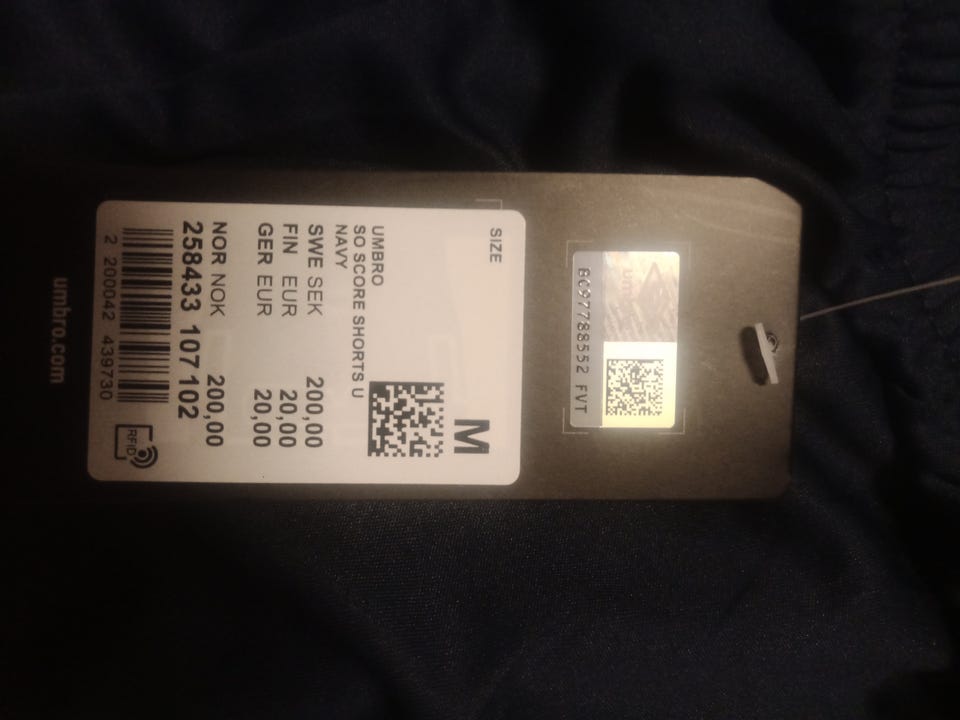 umbro
BC97788552 FVT
SIZE
M
UMBRO
SO SCORE SHORTS U
NAVY
SWE SEK 200,00
FIN EUR 20,00
GER EUR 20,00
NOR NOK 200,00
258433 107 102
2 200042 439730
RFID
umbro.com